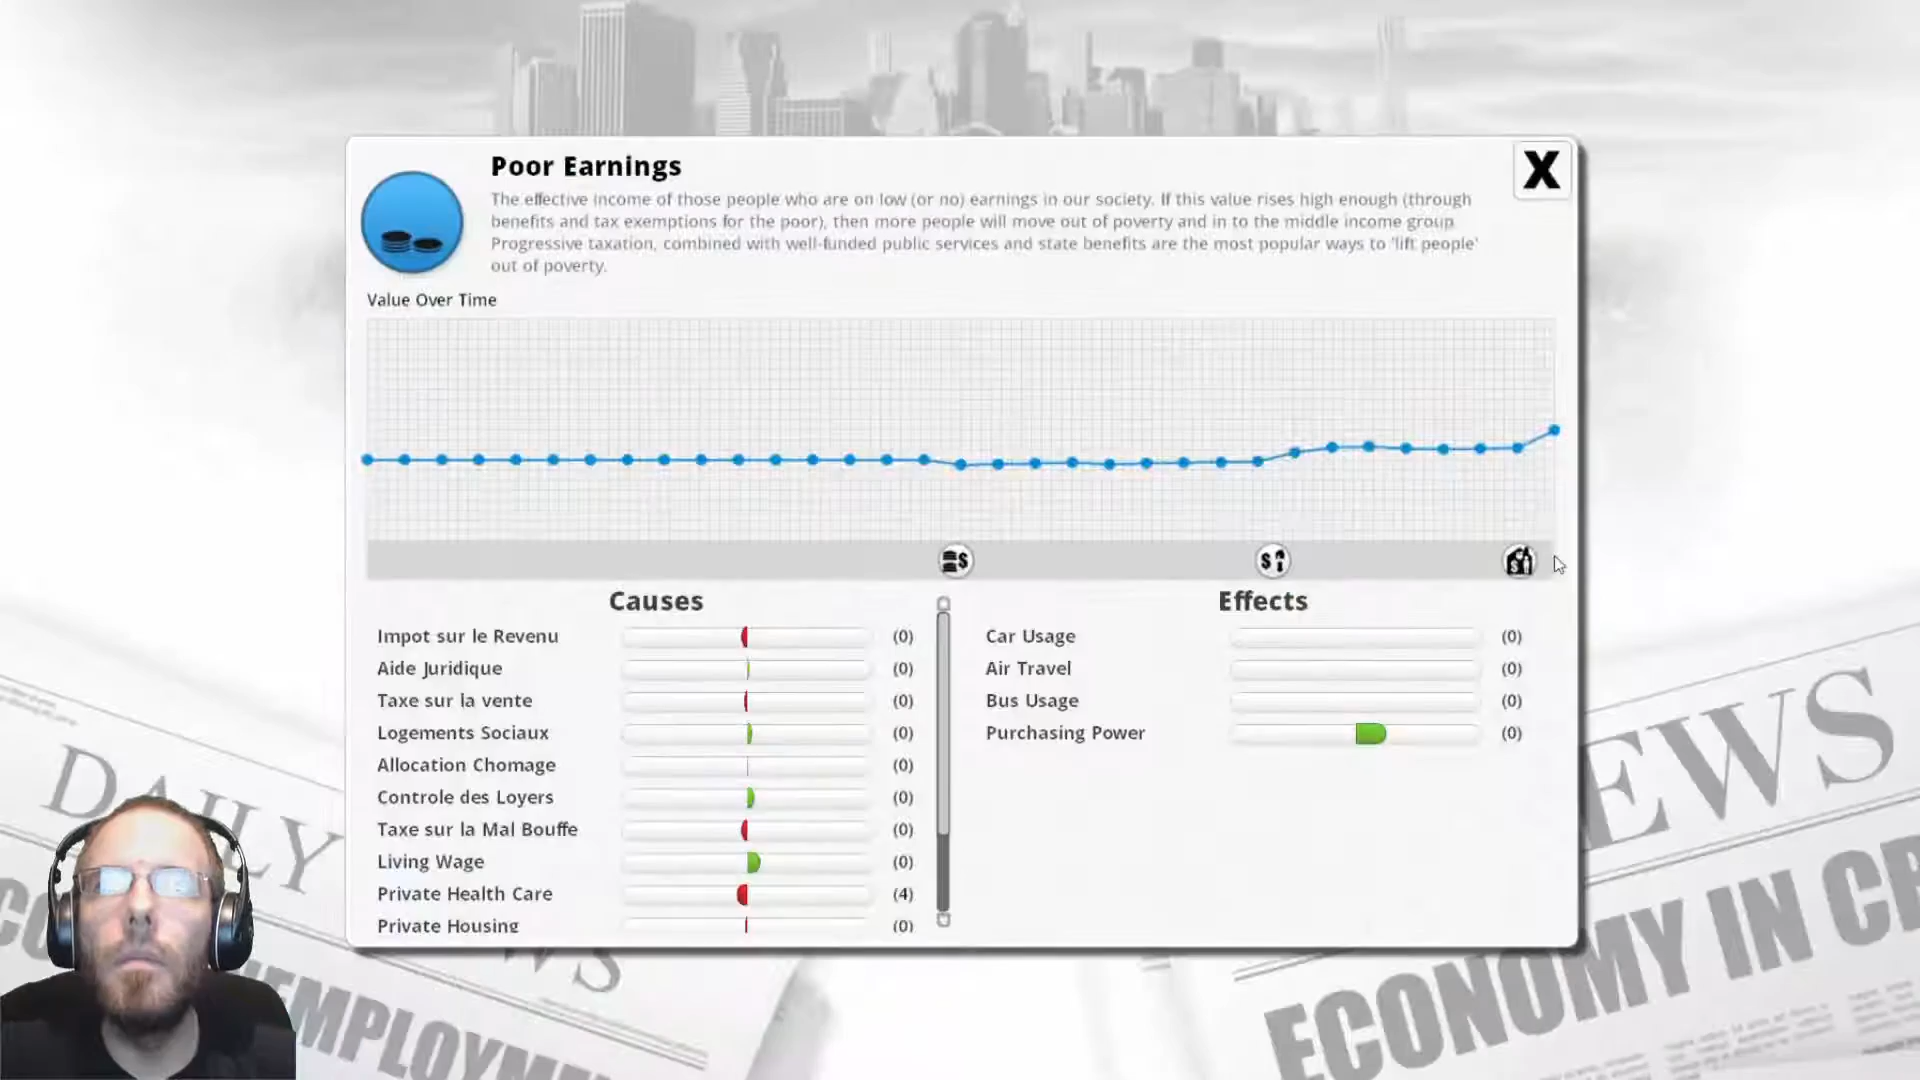 Poor Earnings
X
The effective income of those people who are on low (or no) earnings in our society. If this value rises high enough (through
benefits and tax exemptions for the poor), then more people will move out of poverty and in to the middle income group
Progressive taxation, combined with well-funded public services and state benefits are the most popular ways to 'lift people'
out of poverty.
Value Over Time
$
$
$
Causes
Effects
Impot sur le Revenu (0)
Car Usage (0)
Aide Juridique (0)
Air Travel (0)
Taxe sur la vente (0)
Bus Usage (0)
Logements Sociaux (0)
Purchasing Power (0)
Allocation Chomage (0)
Controle des Loyers (0)
Taxe sur la Mal Bouffe (0)
Living Wage (0)
Private Health Care (4)
Private Housing (0)
DAILY
EWS
WS
EMPLOYME
ECONOMY IN CR